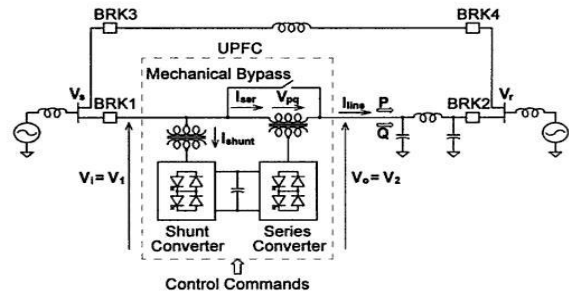 BRK3
BRK4
UPFC
Mechanical Bypass
Vs
BRK1
Iser
Vpq
Iline
P
BRK2
Vr
Q
Ishunt
Vi = V1
Vo = V2
Shunt
Converter
Series
Converter
Control Commands